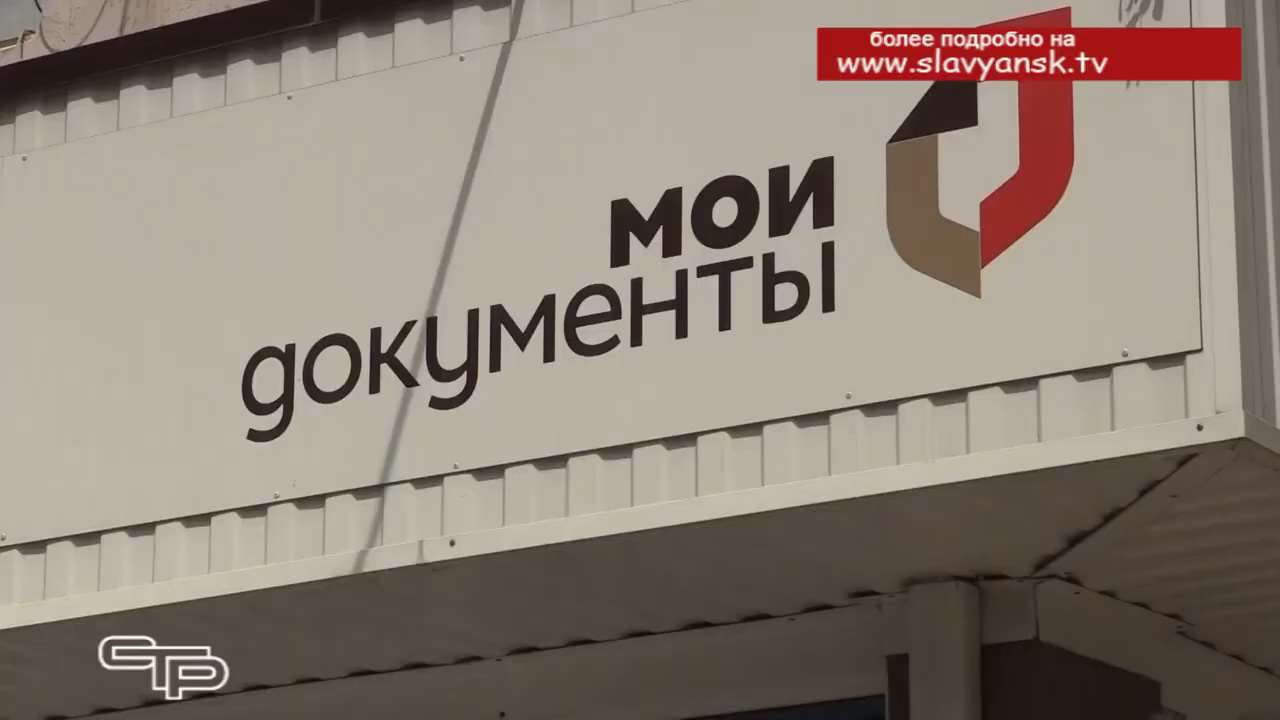 более подробно на
www.slavyansk.tv
мои
документы
СТР